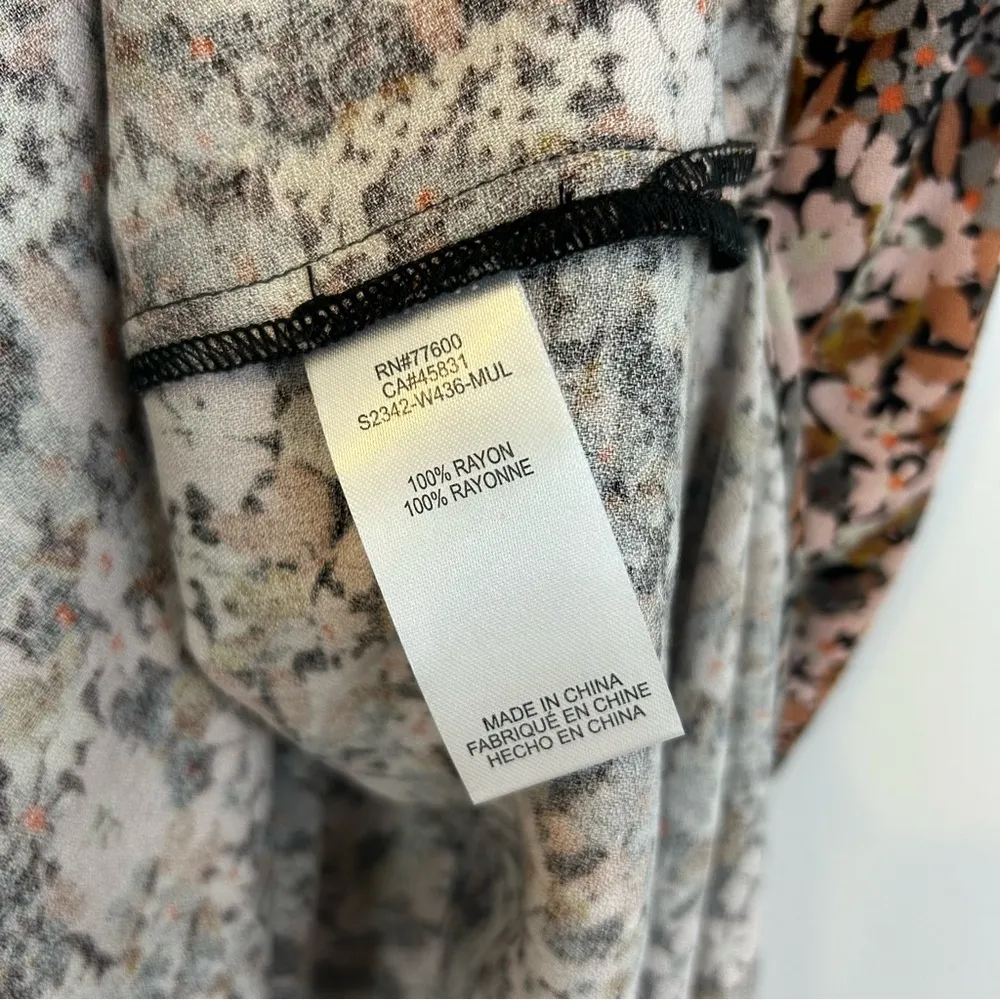 RN#77600
CA#45831
S2342-W436-MUL
100% RAYON
100% RAYONNE
MADE IN CHINA
FABRIQUÉ EN CHINE
HECHO EN CHINA